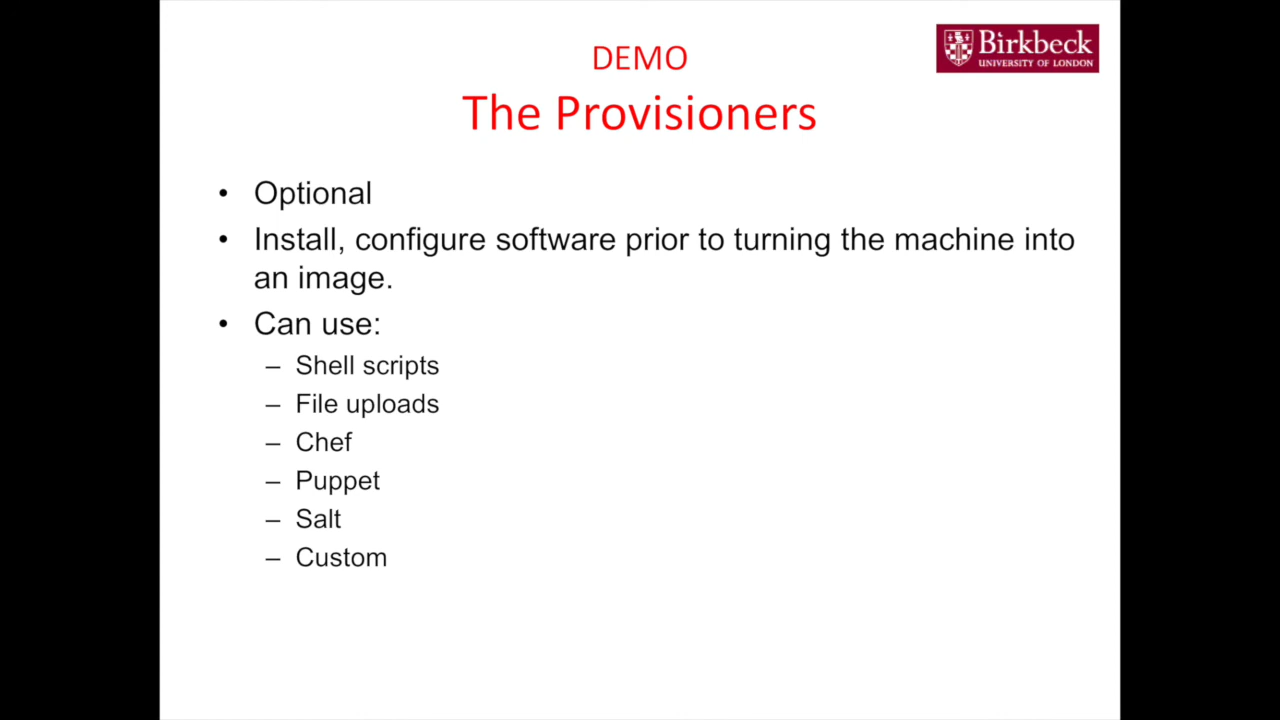 DEMO
Birkbeck
UNIVERSITY OF LONDON
The Provisioners
• Optional
• Install, configure software prior to turning the machine into
an image.
• Can use:
– Shell scripts
– File uploads
– Chef
– Puppet
– Salt
– Custom